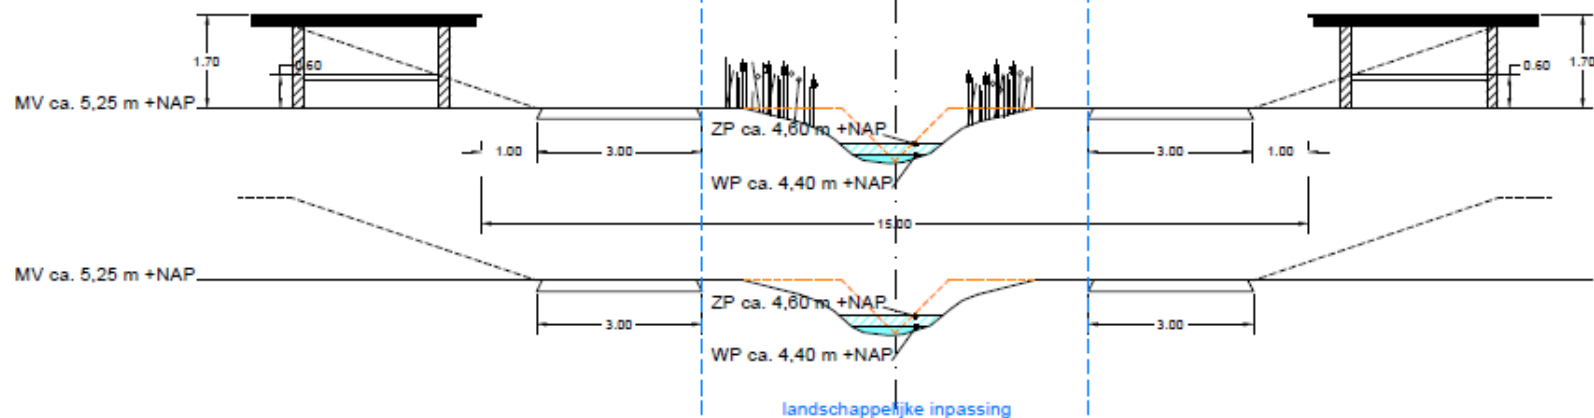 1.70
0.60
0.60
1.70
MV ca. 5,25 m +NAP
ZP ca. 4,60 m +NAP
1.00
3.00
3.00
1.00
WP ca. 4,40 m +NAP
15.00
MV ca. 5,25 m +NAP
ZP ca. 4,60 m +NAP
3.00
3.00
WP ca. 4,40 m +NAP
landschappelijke inpassing